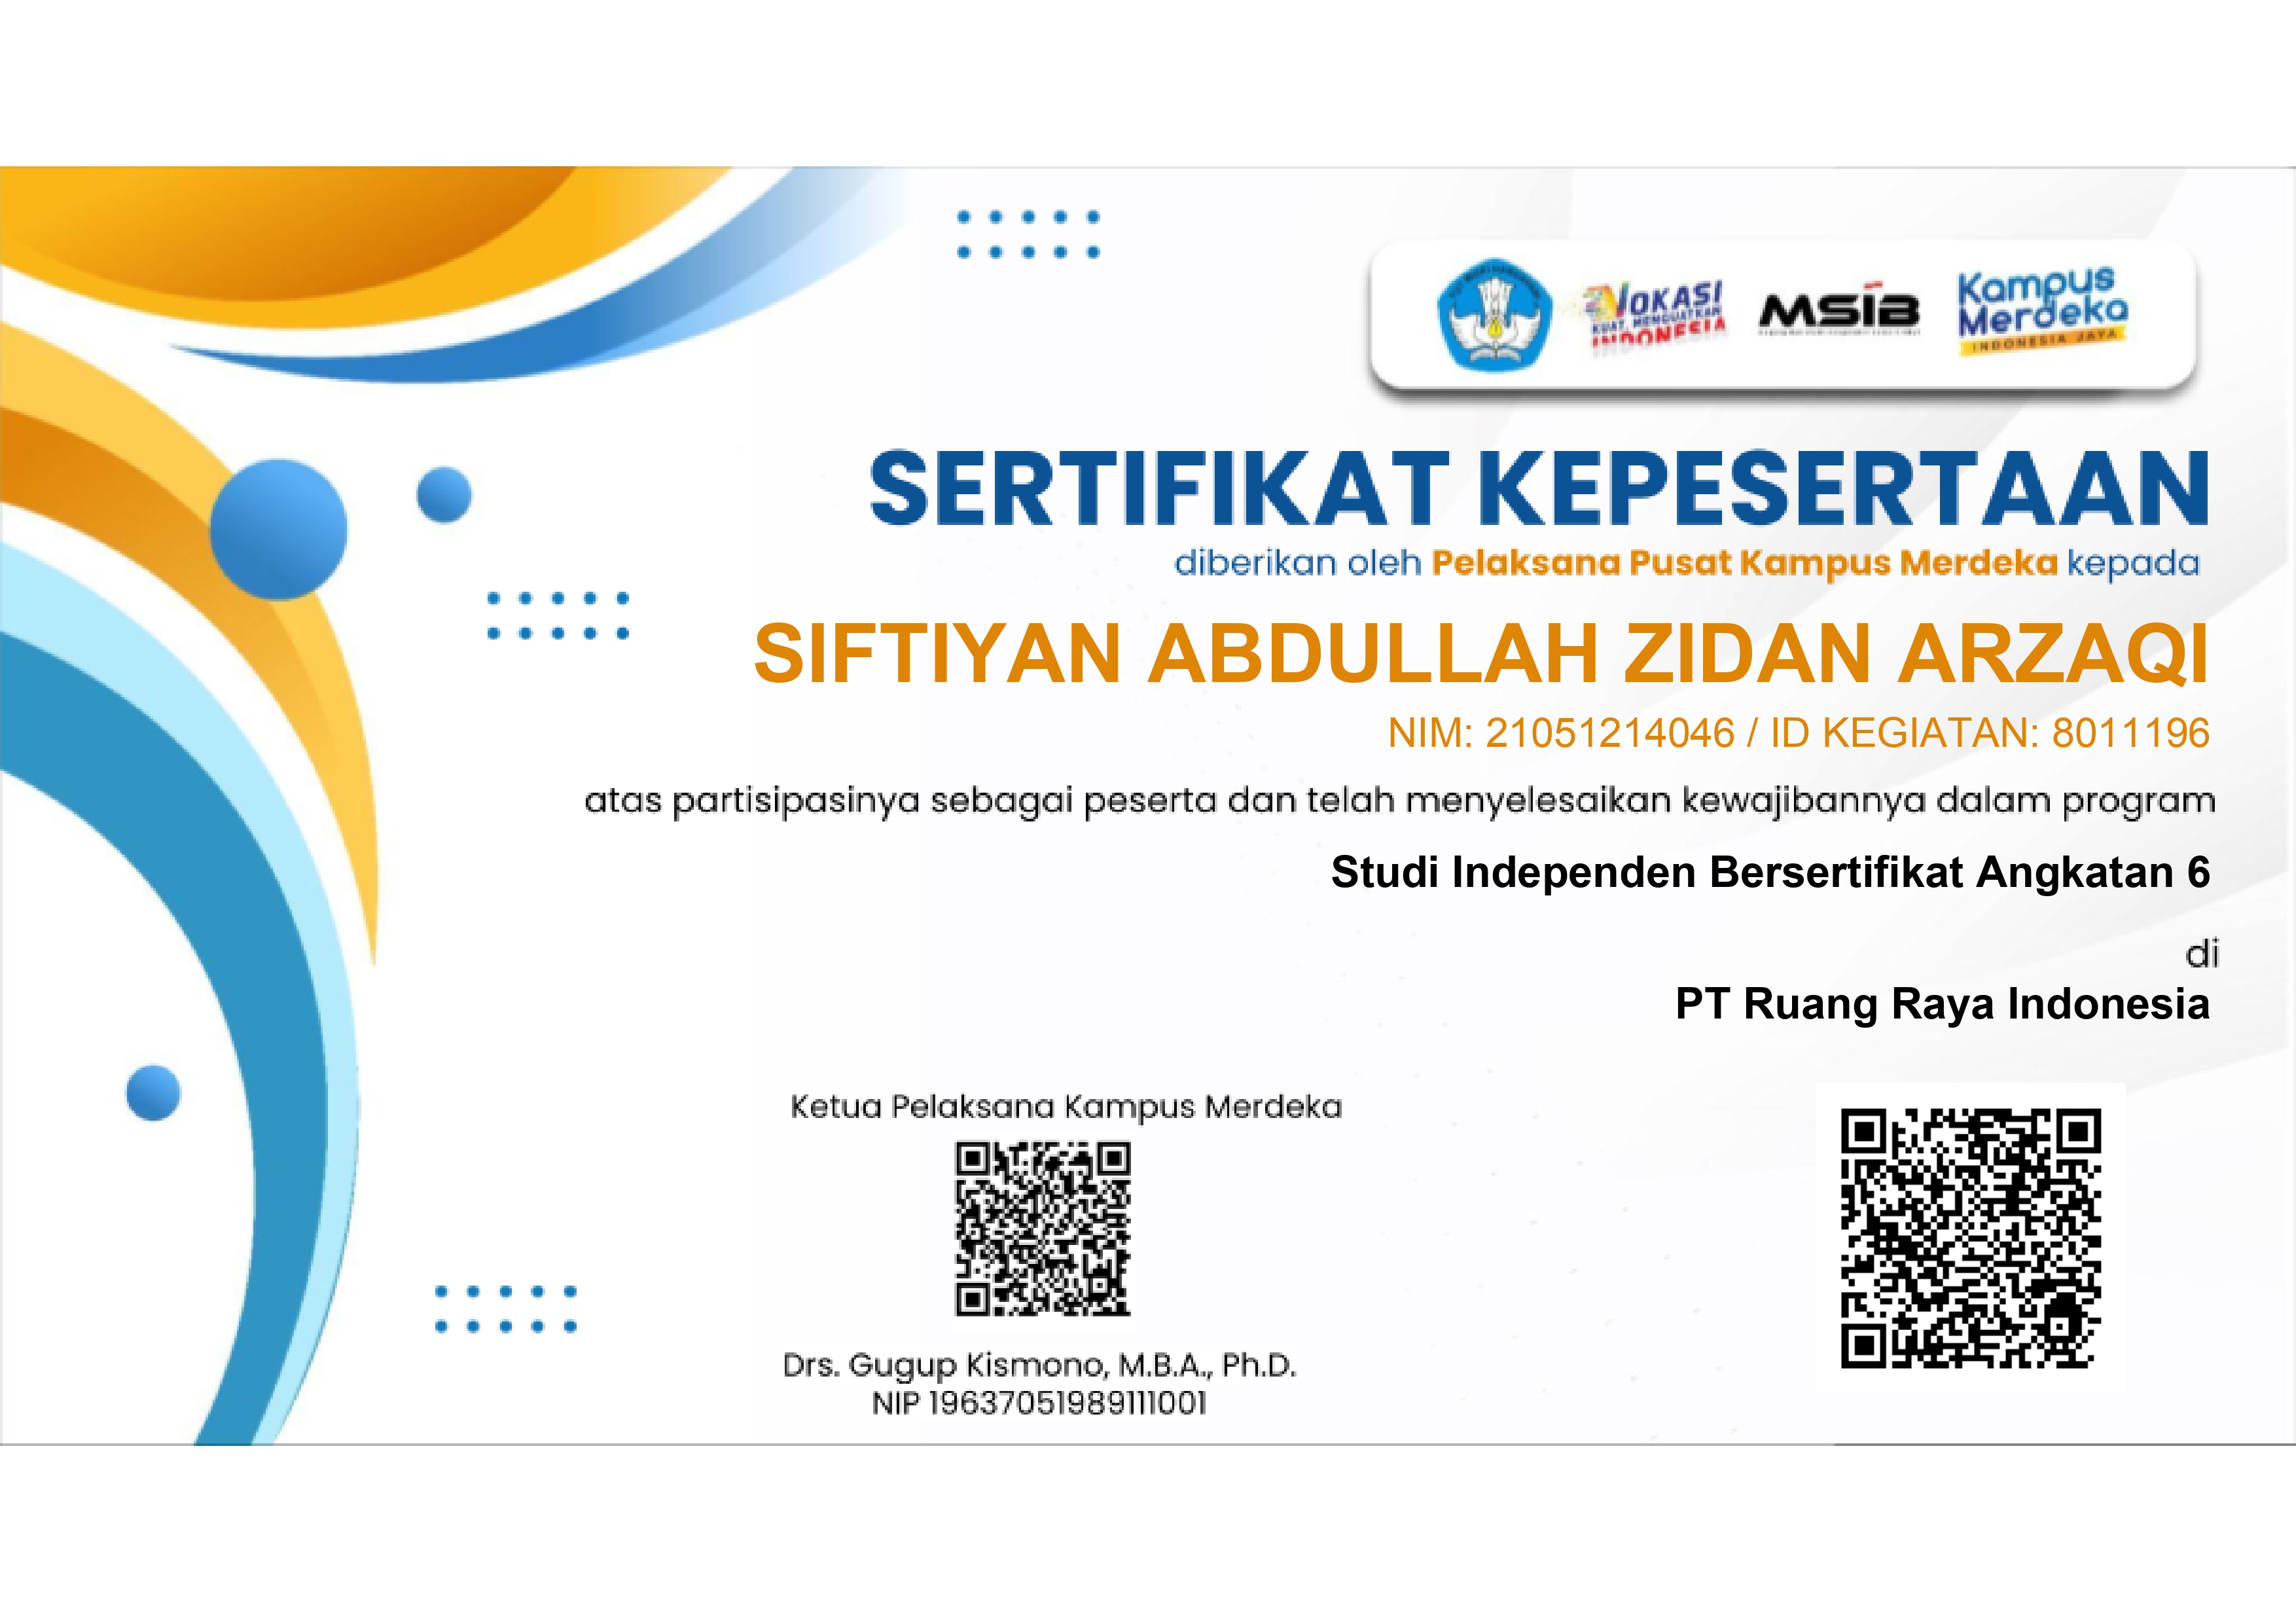 VOKASI
KUAT, MENGUATKAN
INDONESIA
MSIB
Kampus
Merdeka
INDONESIA JAYA
SERTIFIKAT KEPESERTAAN
diberikan oleh Pelaksana Pusat Kampus Merdeka kepada
SIFTIYAN ABDULLAH ZIDAN ARZAQI
NIM: 21051214046 / ID KEGIATAN: 8011196
atas partisipasinya sebagai peserta dan telah menyelesaikan kewajibannya dalam program
Studi Independen Bersertifikat Angkatan 6
di
PT Ruang Raya Indonesia
Ketua Pelaksana Kampus Merdeka
Drs. Gugup Kismono, M.B.A., Ph.D.
NIP 196370519891111001